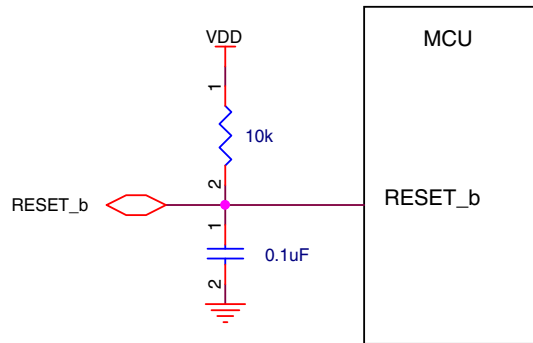 VDD
MCU
1
10k
2
RESET_b
RESET_b
1
0.1uF
2